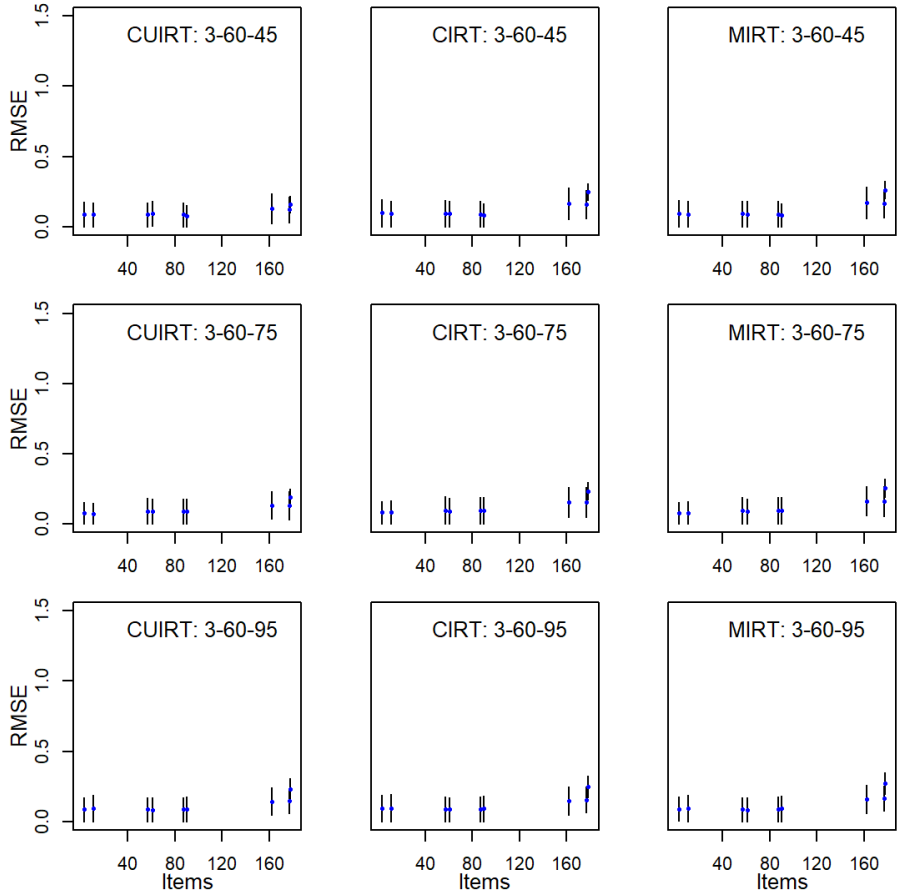 CUIRT: 3-60-45
CIRT: 3-60-45
MIRT: 3-60-45
RMSE
1.5
1.0
0.5
0.0
40 80 120 160
40 80 120 160
40 80 120 160
CUIRT: 3-60-75
CIRT: 3-60-75
MIRT: 3-60-75
RMSE
1.5
1.0
0.5
0.0
40 80 120 160
40 80 120 160
40 80 120 160
CUIRT: 3-60-95
CIRT: 3-60-95
MIRT: 3-60-95
RMSE
1.5
1.0
0.5
0.0
40 80 120 160
40 80 120 160
40 80 120 160
Items
Items
Items